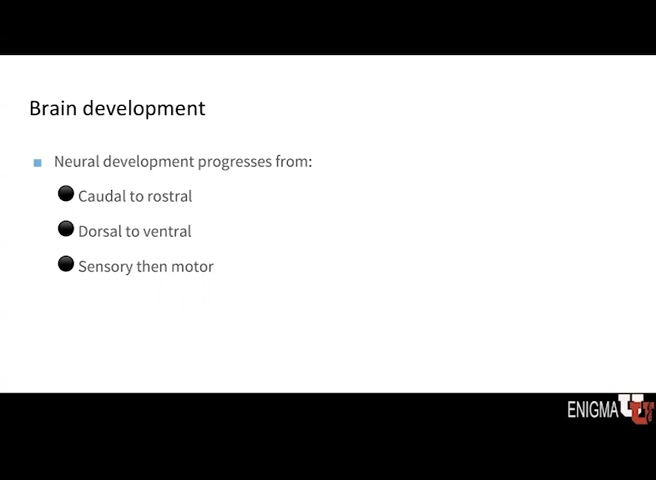 Brain development
Neural development progresses from:
Caudal to rostral
Dorsal to ventral
Sensory then motor
ENIGMA